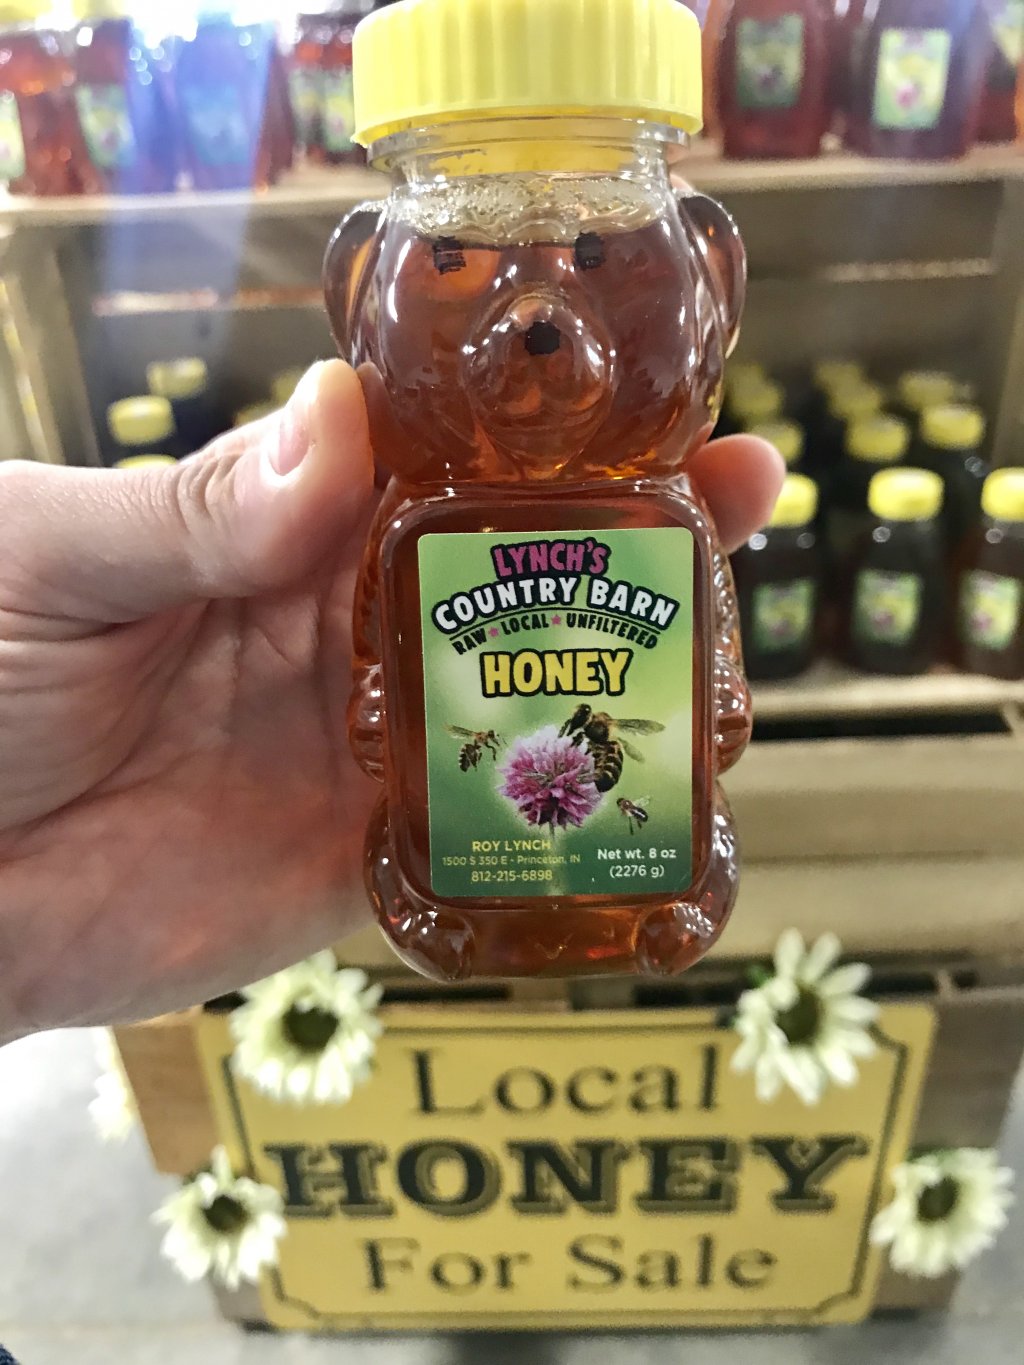 LYNCH'S
COUNTRY BARN
RAW ★ LOCAL ★ UNFILTERED
HONEY
ROY LYNCH
1500 S 350 E - Princeton, IN
812-215-6898
Net wt. 8 oz
(2276 g)
Local
HONEY
For Sale